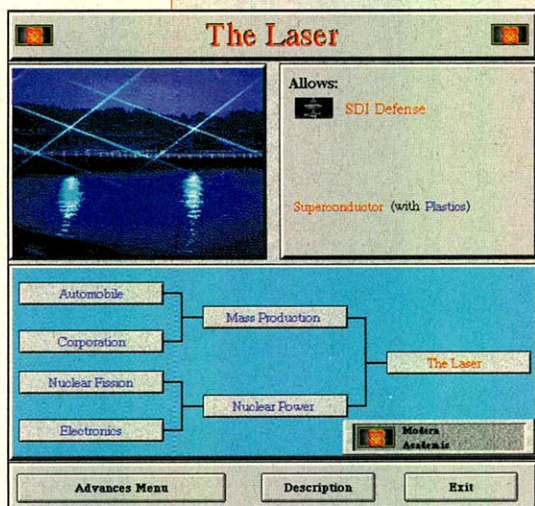 The Laser
Allows:
SDI Defense
Superconductor (with Plastics)
Automobile
Mass Production
Corporation
The Laser
Nuclear Fission
Nuclear Power
Electronics
Modern
Academic
Advances Menu
Description
Exit